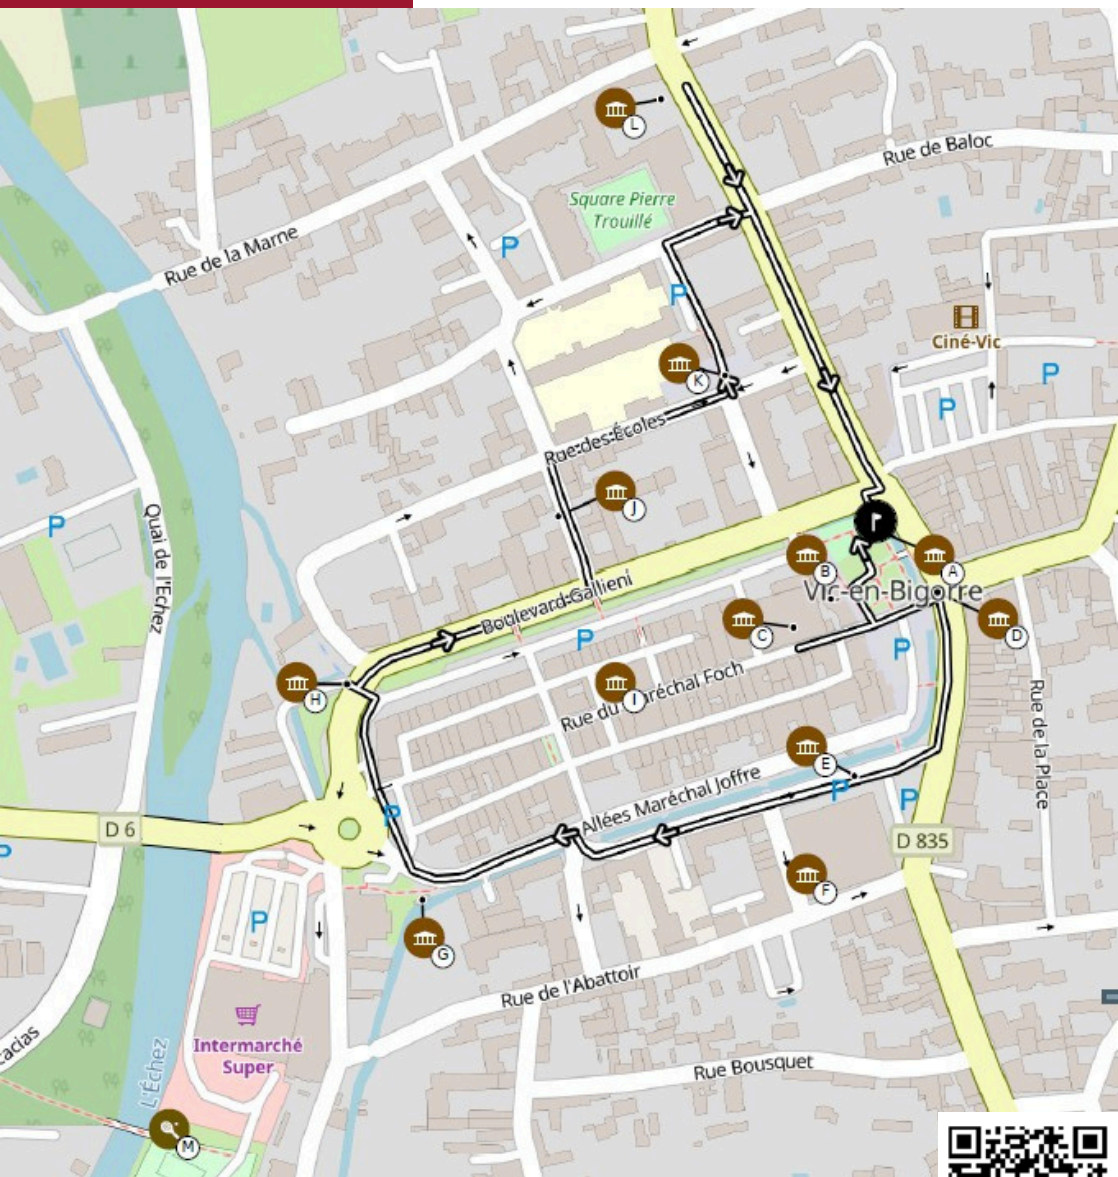 L
Rue de Baloc
Square Pierre
Trouillé
P
Rue de la Marne
P
Ciné-Vic
P
K
P
Rue des Écoles
J
P
Quai de l'Échez
B
A
Boulevard Gallieni
Vic-en-Bigorre
C
D
P
P
H
I
Rue du Maréchal Foch
Rue de la Place
E
Allées Maréchal Joffre
P
P
P
D 6
P
D 835
F
P
G
Rue de l'Abattoir
Intermarché
Super
acacias
L'Échez
Rue Bousquet
M